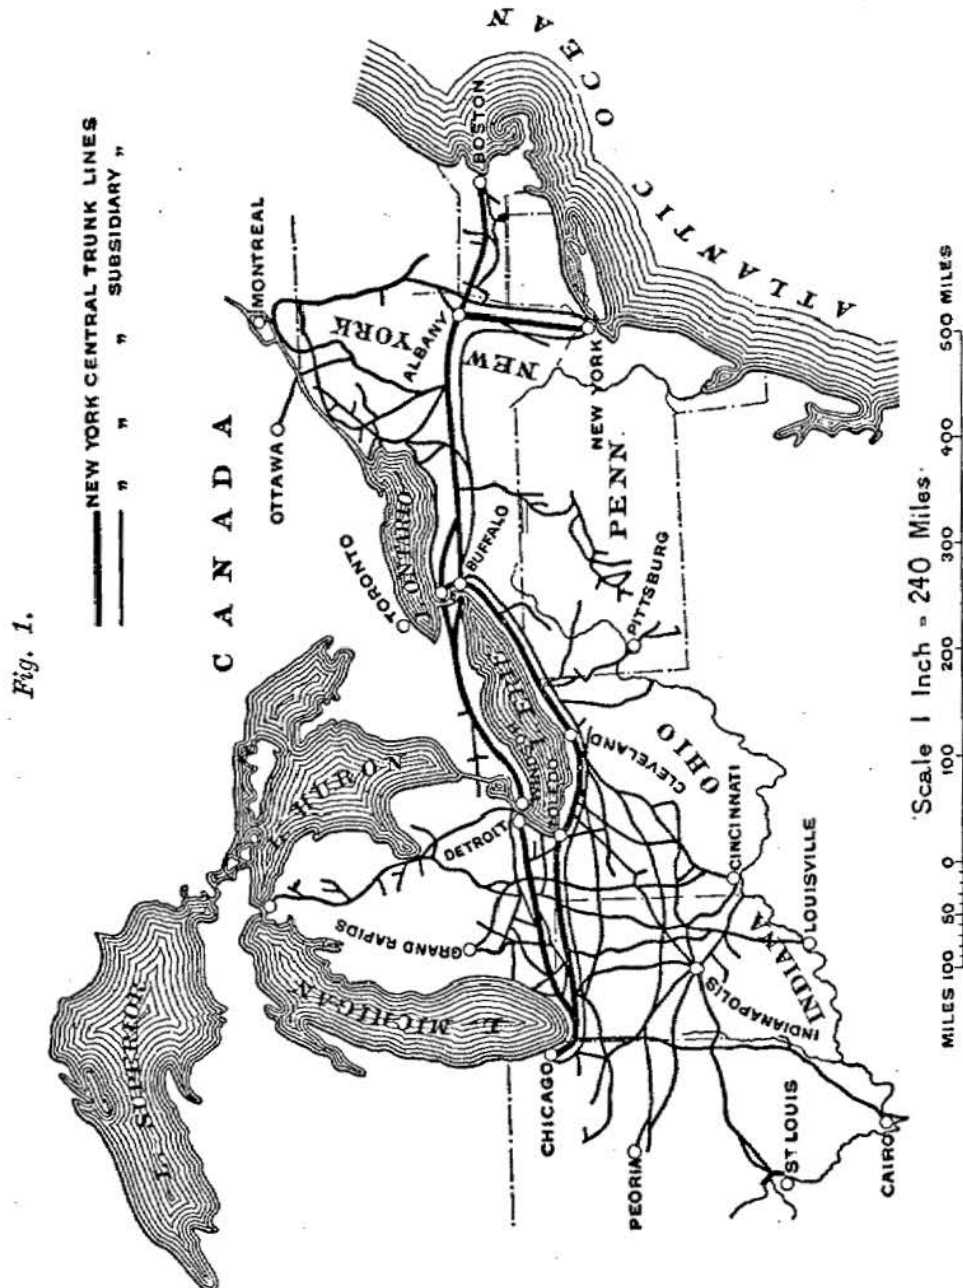 Fig. 1.
NEW YORK CENTRAL TRUNK LINES
" " " SUBSIDIARY "
CANADA
L. SUPERIOR
L. HURON
L. MICHIGAN
L. ONTARIO
L. ERIE
MONTREAL
OTTAWA
TORONTO
BUFFALO
ALBANY
NEW YORK
BOSTON
NEW YORK
PENN.
PITTSBURG
WINDSOR
DETROIT
TOLEDO
CLEVELAND
OHIO
GRAND RAPIDS
CHICAGO
CINCINNATI
INDIANAPOLIS
INDIANA
LOUISVILLE
PEORIA
ST LOUIS
CAIRO
ATLANTIC OCEAN
Scale 1 Inch = 240 Miles
MILES 100 50 0 100 200 300 400 500 MILES